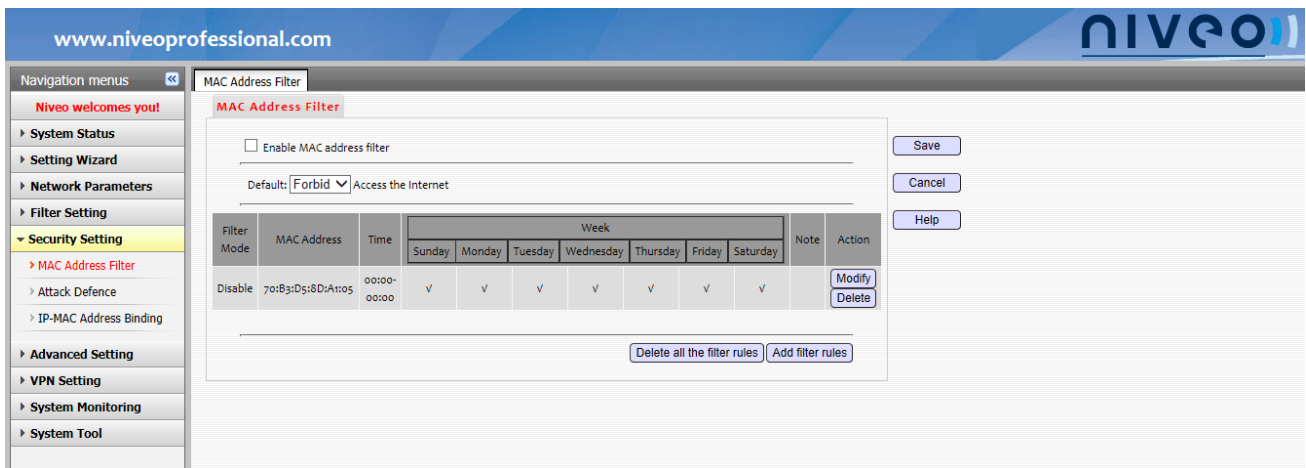 www.niveoprofessional.com
niveo
Navigation menus «
MAC Address Filter
Niveo welcomes you!
System Status
Setting Wizard
Network Parameters
Filter Setting
Security Setting
MAC Address Filter
Attack Defence
IP-MAC Address Binding
Advanced Setting
VPN Setting
System Monitoring
System Tool
MAC Address Filter
Enable MAC address filter
Default: Forbid Access the Internet
Save
Cancel
Help
Filter Mode MAC Address Time Week Note Action
Sunday Monday Tuesday Wednesday Thursday Friday Saturday
Disable 70:B3:D5:8D:A1:05 00:00-00:00 √ √ √ √ √ √ √ Modify
Delete
Delete all the filter rules Add filter rules